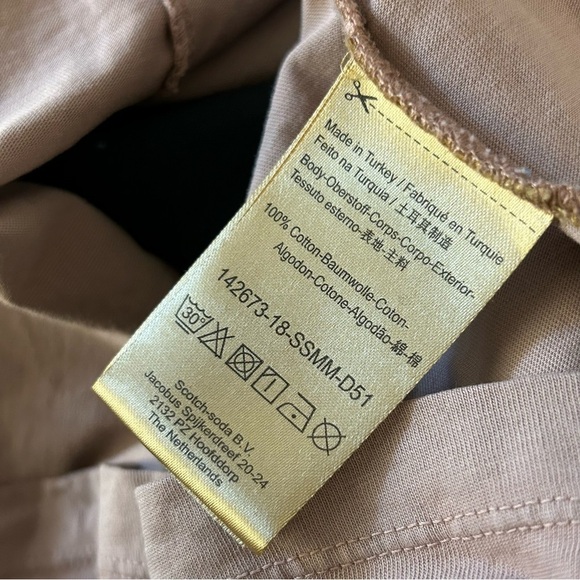 Made in Turkey / Fabriqué en Turquie
Feito na Turquia / 土耳其制造
Body-Oberstoff-Corps-Corpo-Exterior-
Tessuto esterno-表地-主料
100% Cotton-Baumwolle-Coton-
Algodon-Cotone-Algodão-綿-棉
142673-18-SSMM-D51
30°
Scotch-soda B.V.
Jacobus Spijkerdreef 20-24
2132 PZ Hoofddorp
The Netherlands